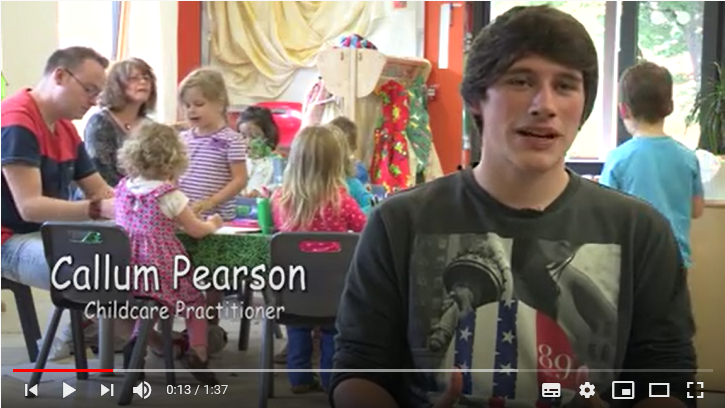 Callum Pearson
Childcare Practitioner
0:13 / 1:37